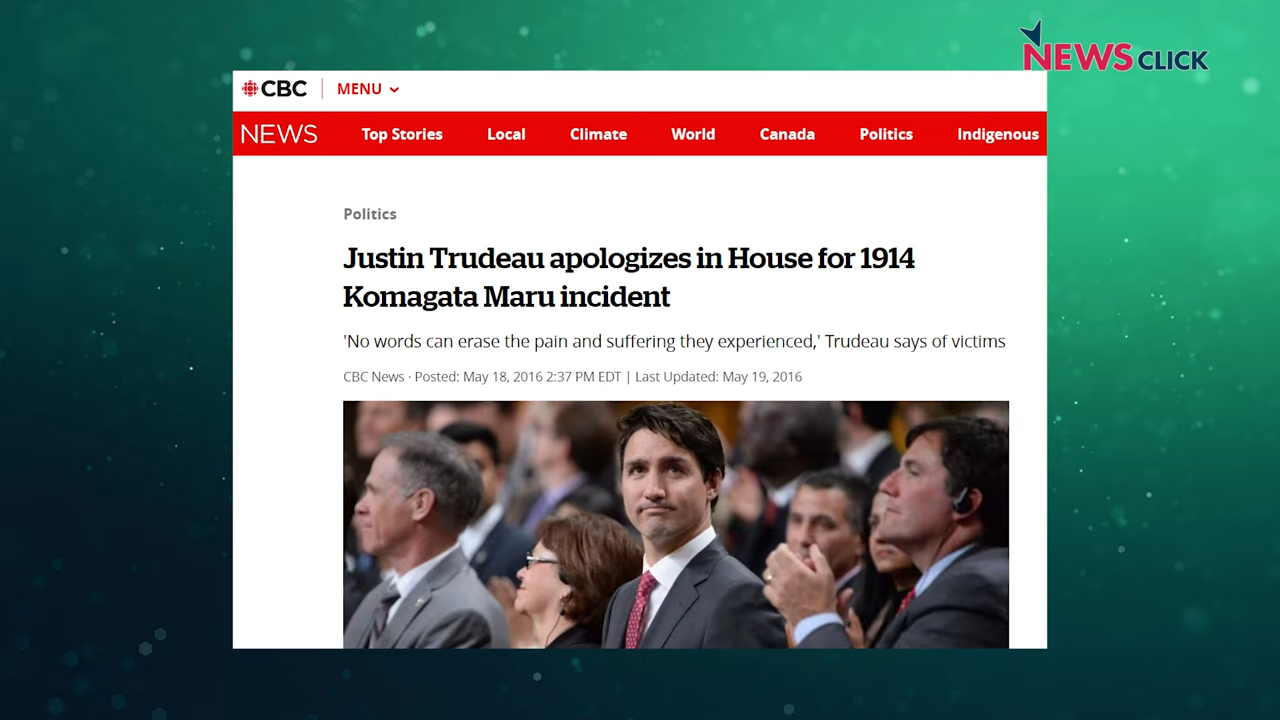 NEWS CLICK
CBC MENU
NEWS Top Stories Local Climate World Canada Politics Indigenous
Politics
Justin Trudeau apologizes in House for 1914
Komagata Maru incident
'No words can erase the pain and suffering they experienced,' Trudeau says of victims
CBC News · Posted: May 18, 2016 2:37 PM EDT | Last Updated: May 19, 2016